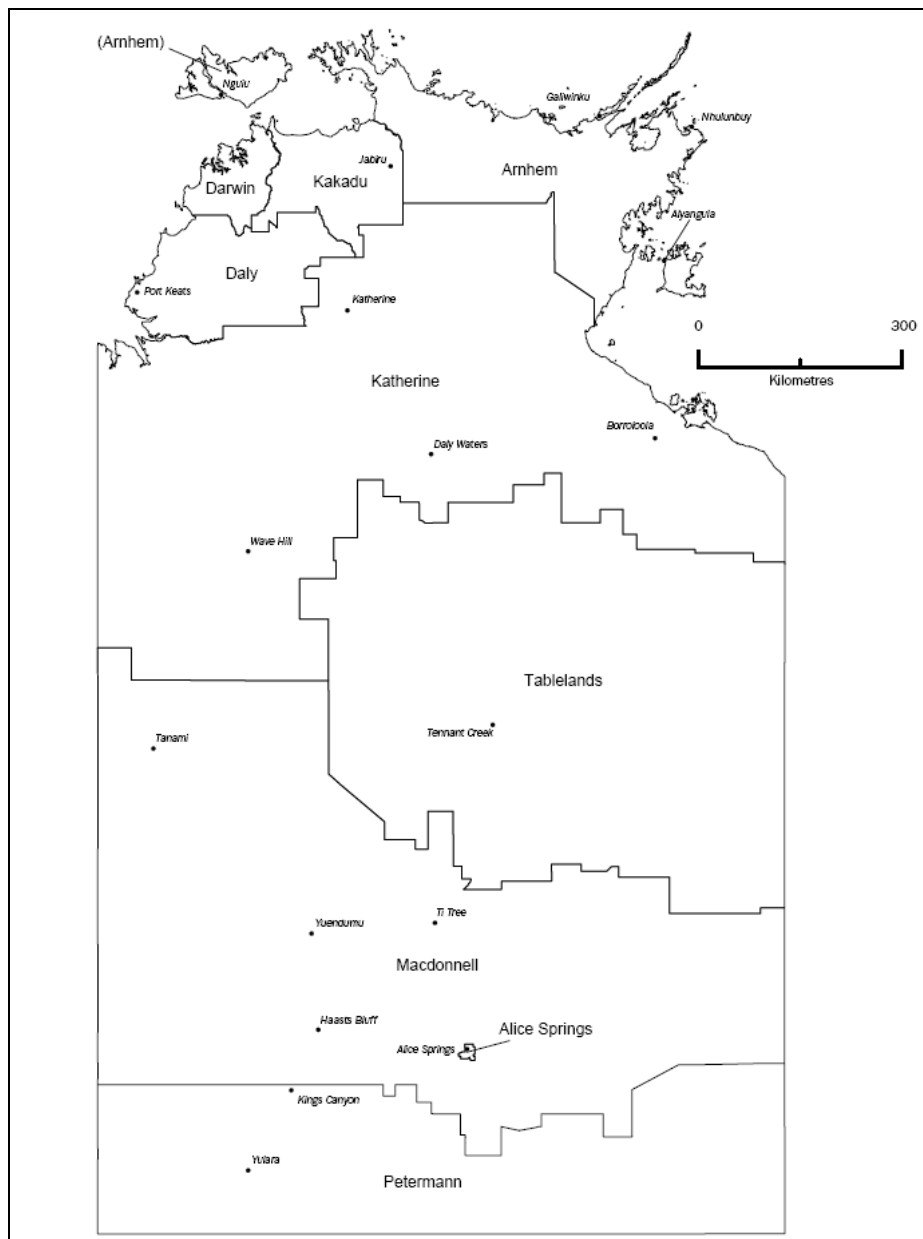 (Arnhem)
Nguiu
Galiwinku
Nhulunbuy
Jabiru
Arnhem
Darwin
Kakadu
Alyangula
Daly
Port Keats
Katherine
0
300
Kilometres
Katherine
Borroloola
Daly Waters
Wave Hill
Tablelands
Tennant Creek
Tanami
Ti Tree
Yuendumu
Macdonnell
Haasts Bluff
Alice Springs
Alice Springs
Kings Canyon
Yulara
Petermann